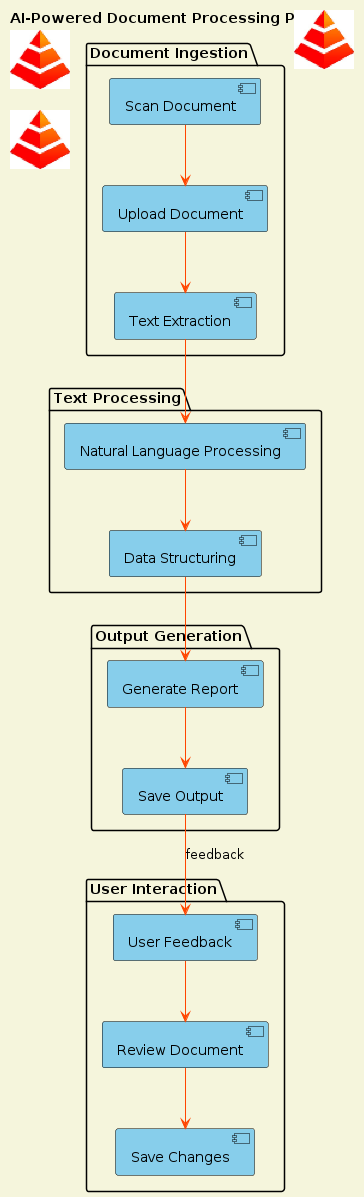 AI-Powered Document Processing P
Document Ingestion
Scan Document
Upload Document
Text Extraction
Text Processing
Natural Language Processing
Data Structuring
Output Generation
Generate Report
Save Output
feedback
User Interaction
User Feedback
Review Document
Save Changes